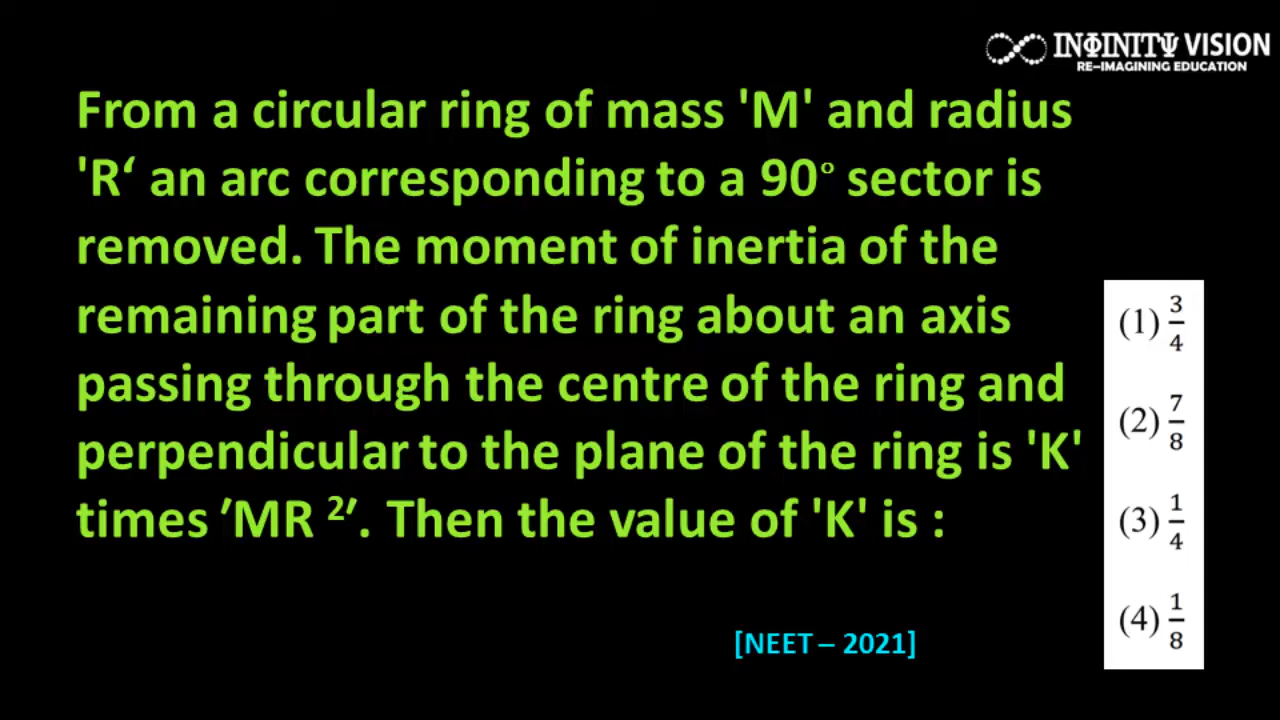 INΦINITΨ VISION
RE-IMAGINING EDUCATION
From a circular ring of mass 'M' and radius
'R‘ an arc corresponding to a 90° sector is
removed. The moment of inertia of the
remaining part of the ring about an axis
passing through the centre of the ring and
perpendicular to the plane of the ring is 'K'
times ′MR ²′. Then the value of 'K' is :
(1) 3/4
(2) 7/8
(3) 1/4
(4) 1/8
[NEET – 2021]